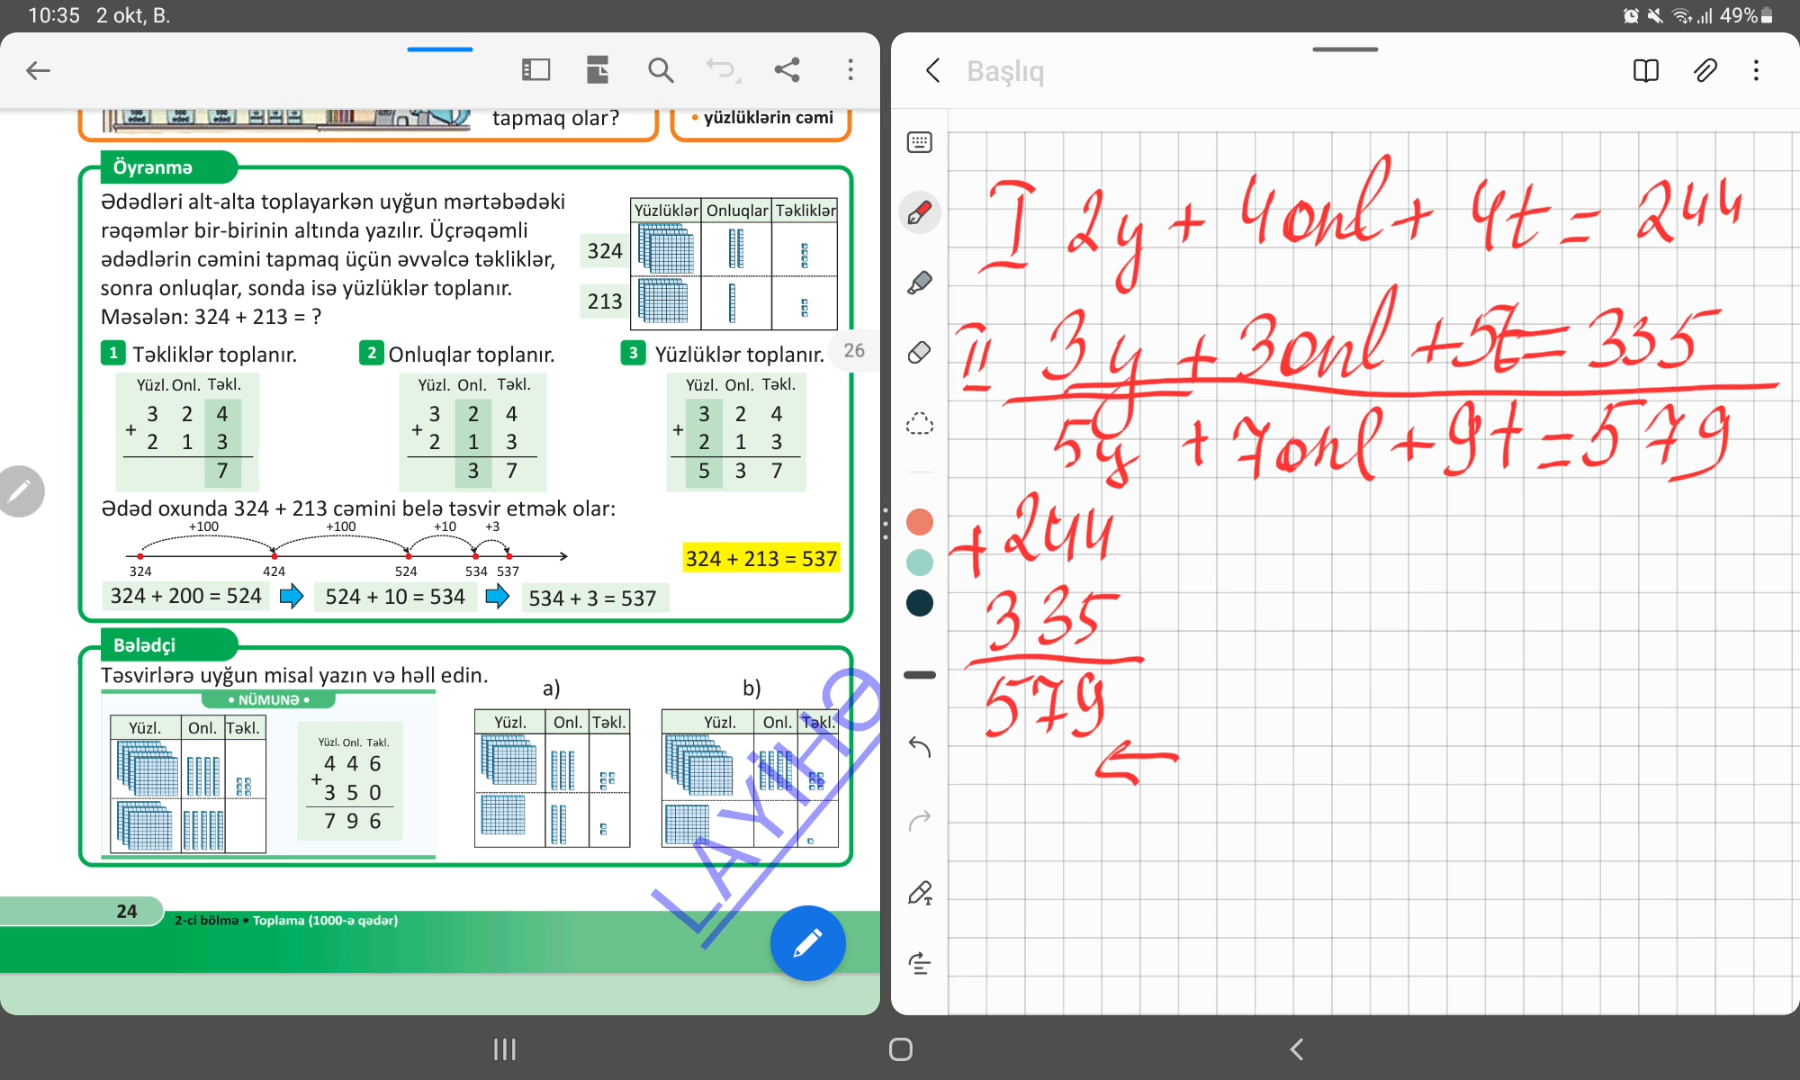 10:35 2 okt, B.
49%
tapmaq olar?
• yüzlüklərin cəmi
Öyrənmə
Ədədləri alt-alta toplayarkən uyğun mərtəbədəki
rəqəmlər bir-birinin altında yazılır. Üçrəqəmli
ədədlərin cəmini tapmaq üçün əvvəlcə təkliklər,
sonra onluqlar, sonda isə yüzlüklər toplanır.
Məsələn: 324 + 213 = ?
Yüzlüklər Onluqlar Təkliklər
324
213
26
1 Təkliklər toplanır.
Yüzl. Onl. Təkl.
3 2 4
+
2 1 3
7
2 Onluqlar toplanır.
Yüzl. Onl. Təkl.
3 2 4
+
2 1 3
3 7
3 Yüzlüklər toplanır.
Yüzl. Onl. Təkl.
3 2 4
+
2 1 3
5 3 7
Ədəd oxunda 324 + 213 cəmini belə təsvir etmək olar:
+100 +100 +10 +3
324 424 524 534 537
324 + 213 = 537
324 + 200 = 524 524 + 10 = 534 534 + 3 = 537
Bələdçi
Təsvirlərə uyğun misal yazın və həll edin.
• NÜMUNƏ •
Yüzl. Onl. Təkl.
Yüzl. Onl. Təkl.
4 4 6
+
3 5 0
7 9 6
a)
Yüzl. Onl. Təkl.
b)
Yüzl. Onl. Təkl.
LAYİHƏ
24
2-ci bölmə • Toplama (1000-ə qədər)
Başlıq
I 2y + 4onl + 4t = 244
II 3y + 3onl + 5t = 335
5y + 7onl + 9t = 579
+ 244
335
579